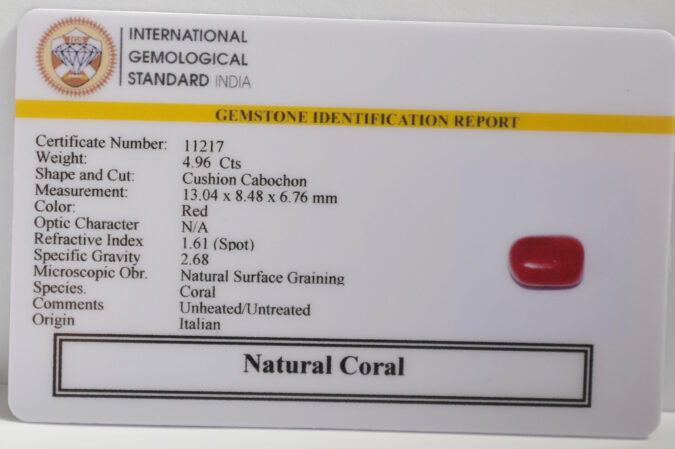 IGS
INTERNATIONAL
GEMOLOGICAL
STANDARD INDIA
GEMSTONE IDENTIFICATION REPORT
Certificate Number: 11217
Weight: 4.96 Cts
Shape and Cut: Cushion Cabochon
Measurement: 13.04 x 8.48 x 6.76 mm
Color: Red
Optic Character N/A
Refractive Index 1.61 (Spot)
Specific Gravity 2.68
Microscopic Obr. Natural Surface Graining
Species. Coral
Comments Unheated/Untreated
Origin Italian
Natural Coral